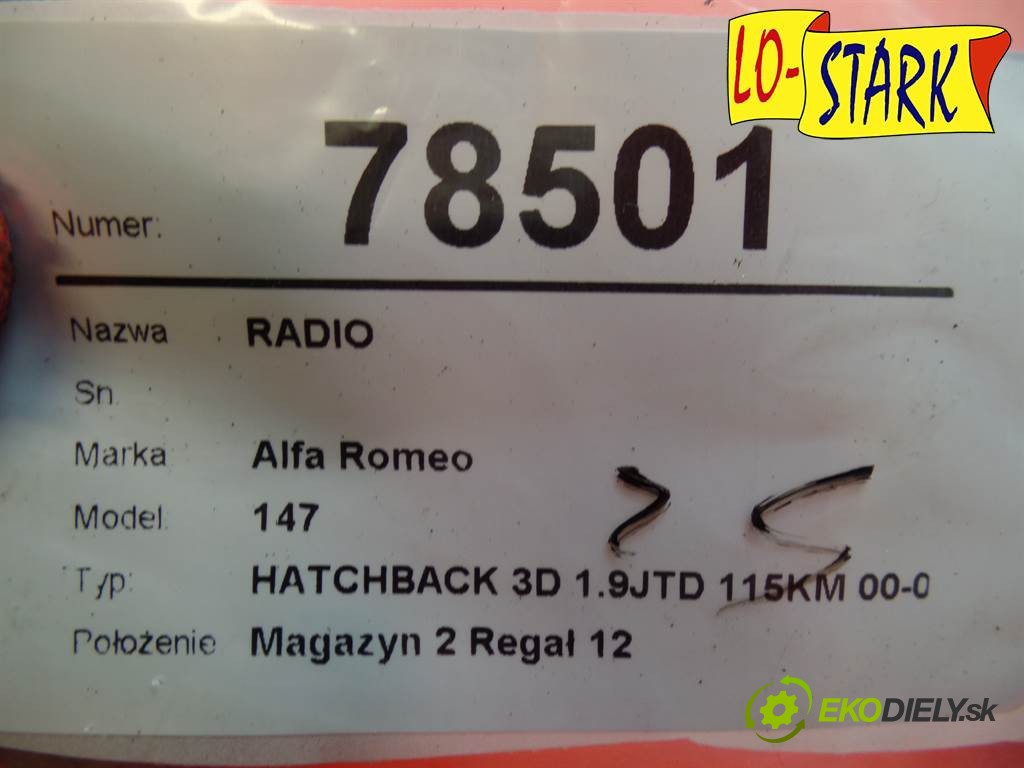 LO-STARK
Numer: 78501
Nazwa RADIO
Sn.
Marka Alfa Romeo
Model. 147
Typ: HATCHBACK 3D 1.9JTD 115KM 00-0
Położenie Magazyn 2 Regał 12
EKODIELY.sk